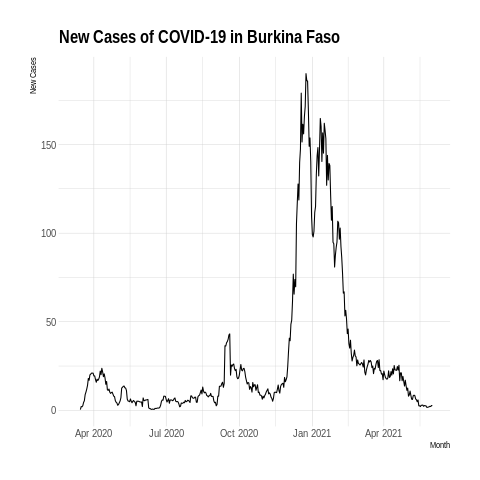 New Cases of COVID-19 in Burkina Faso
New Cases
150
100
50
0
Apr 2020 Jul 2020 Oct 2020 Jan 2021 Apr 2021
Month